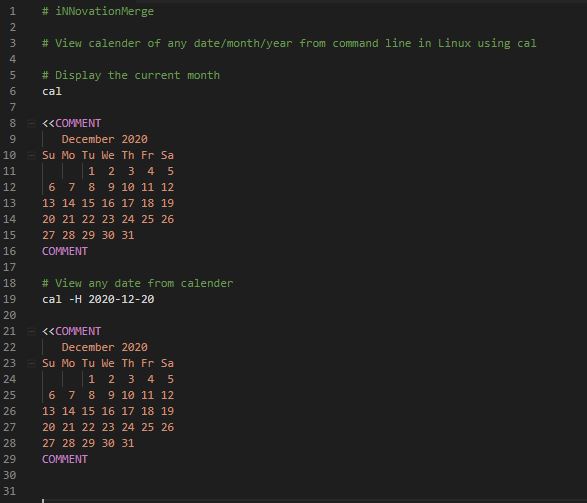 1 # iNNovationMerge
2
3 # View calender of any date/month/year from command line in Linux using cal
4
5 # Display the current month
6 cal
7
8 <<COMMENT
9 December 2020
10 Su Mo Tu We Th Fr Sa
11 1 2 3 4 5
12 6 7 8 9 10 11 12
13 13 14 15 16 17 18 19
14 20 21 22 23 24 25 26
15 27 28 29 30 31
16 COMMENT
17
18 # View any date from calender
19 cal -H 2020-12-20
20
21 <<COMMENT
22 December 2020
23 Su Mo Tu We Th Fr Sa
24 1 2 3 4 5
25 6 7 8 9 10 11 12
26 13 14 15 16 17 18 19
27 20 21 22 23 24 25 26
28 27 28 29 30 31
29 COMMENT
30
31